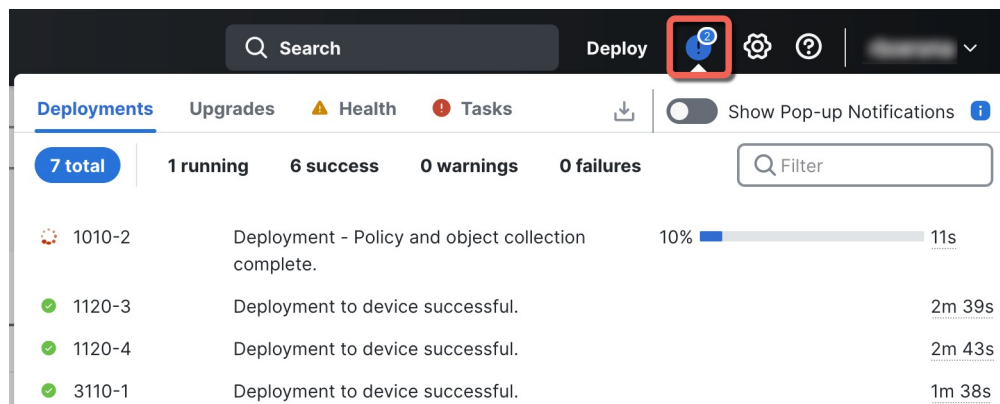 Search
Deploy
2
Deployments Upgrades Health Tasks Show Pop-up Notifications
7 total 1 running 6 success 0 warnings 0 failures Filter
1010-2 Deployment - Policy and object collection 10% 11s
complete.
1120-3 Deployment to device successful. 2m 39s
1120-4 Deployment to device successful. 2m 43s
3110-1 Deployment to device successful. 1m 38s